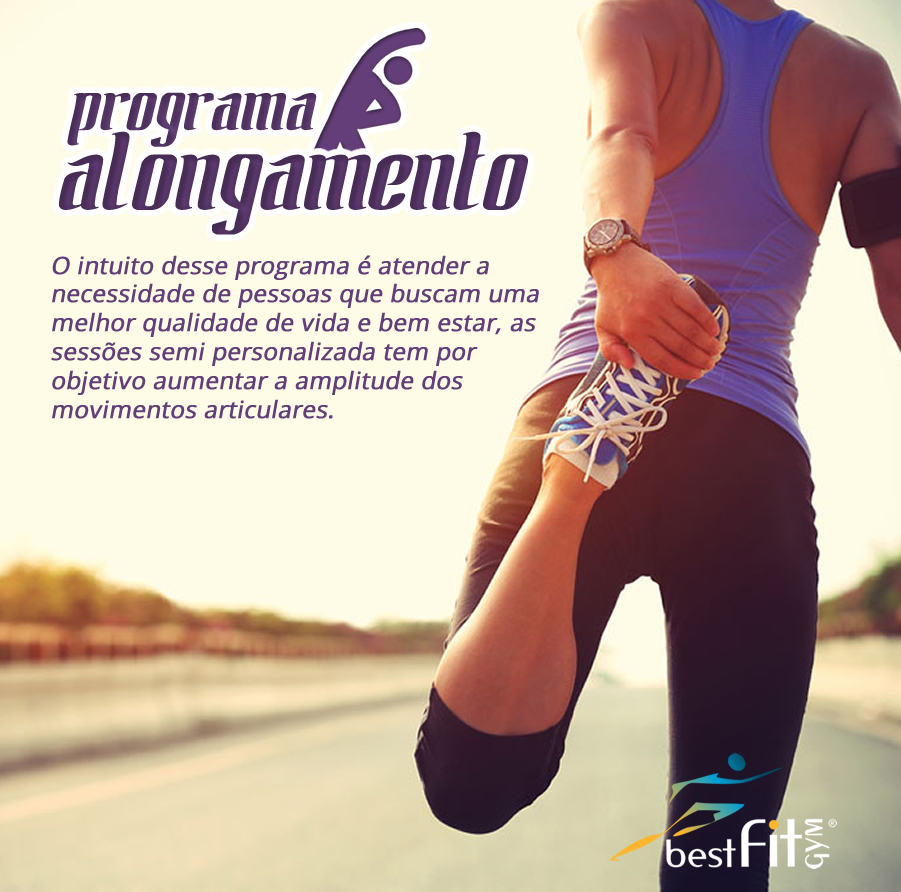 programa
alongamento
O intuito desse programa é atender a
necessidade de pessoas que buscam uma
melhor qualidade de vida e bem estar, as
sessões semi personalizada tem por
objetivo aumentar a amplitude dos
movimentos articulares.
bestFit GYM ®